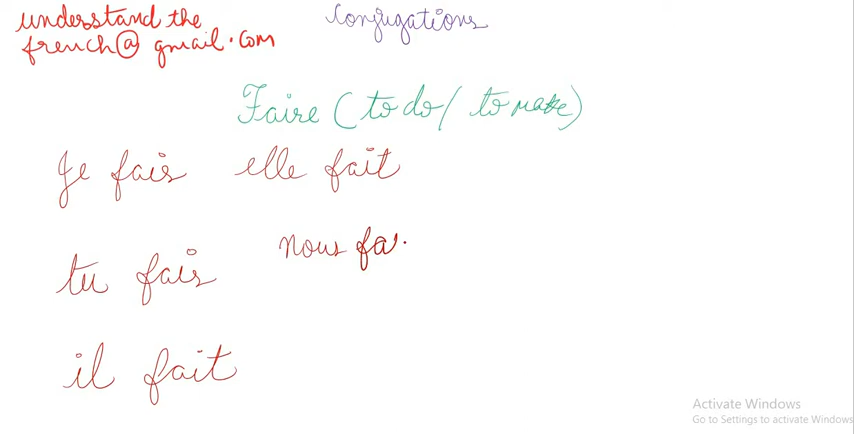 understand the
french@gmail.com
Conjugations
Faire (to do/ to make)
Je fais elle fait
nous fai
tu fais
il fait
Activate Windows
Go to Settings to activate Windows